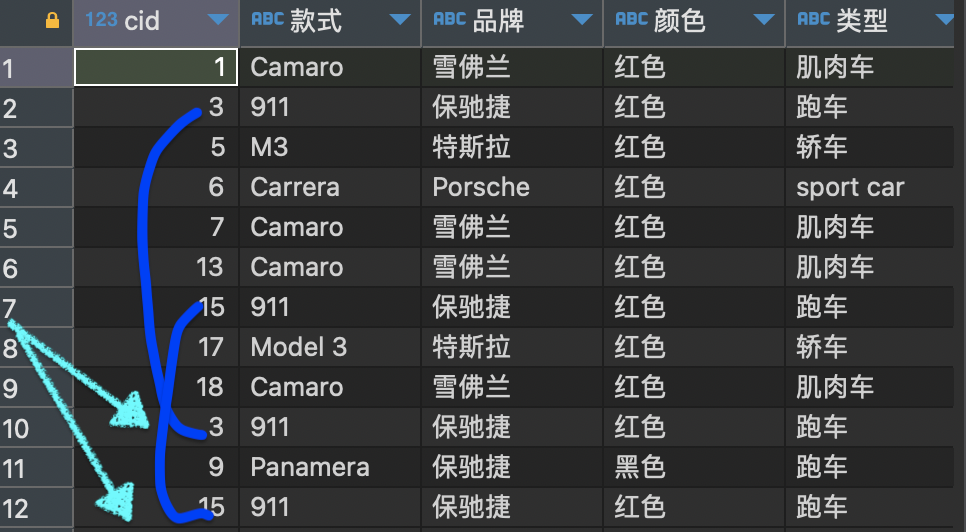 123 cid ABC 款式 ABC 品牌 ABC 颜色 ABC 类型
1 1 Camaro 雪佛兰 红色 肌肉车
2 3 911 保驰捷 红色 跑车
3 5 M3 特斯拉 红色 轿车
4 6 Carrera Porsche 红色 sport car
5 7 Camaro 雪佛兰 红色 肌肉车
6 13 Camaro 雪佛兰 红色 肌肉车
7 15 911 保驰捷 红色 跑车
8 17 Model 3 特斯拉 红色 轿车
9 18 Camaro 雪佛兰 红色 肌肉车
10 3 911 保驰捷 红色 跑车
11 9 Panamera 保驰捷 黑色 跑车
12 15 911 保驰捷 红色 跑车